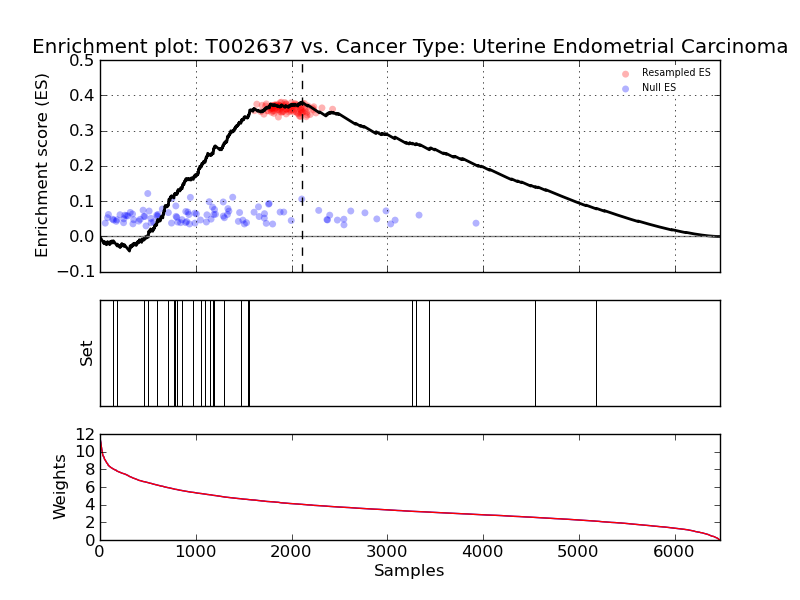 Enrichment plot: T002637 vs. Cancer Type: Uterine Endometrial Carcinoma
0.5
0.4
0.3
0.2
0.1
0.0
−0.1
Enrichment score (ES)
Resampled ES
Null ES
Set
12
10
8
6
4
2
0
Weights
0 1000 2000 3000 4000 5000 6000
Samples